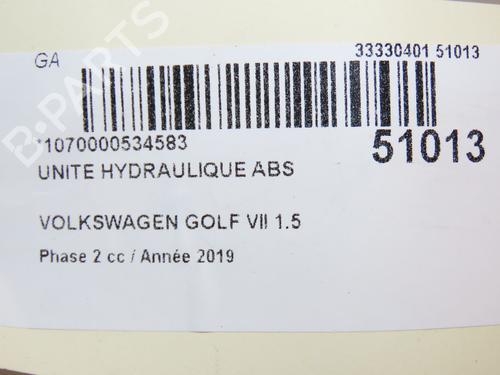 GA 33330401 51013
*1070000534583 51013
UNITE HYDRAULIQUE ABS
VOLKSWAGEN GOLF VII 1.5
Phase 2 cc / Année 2019
B-PARTS